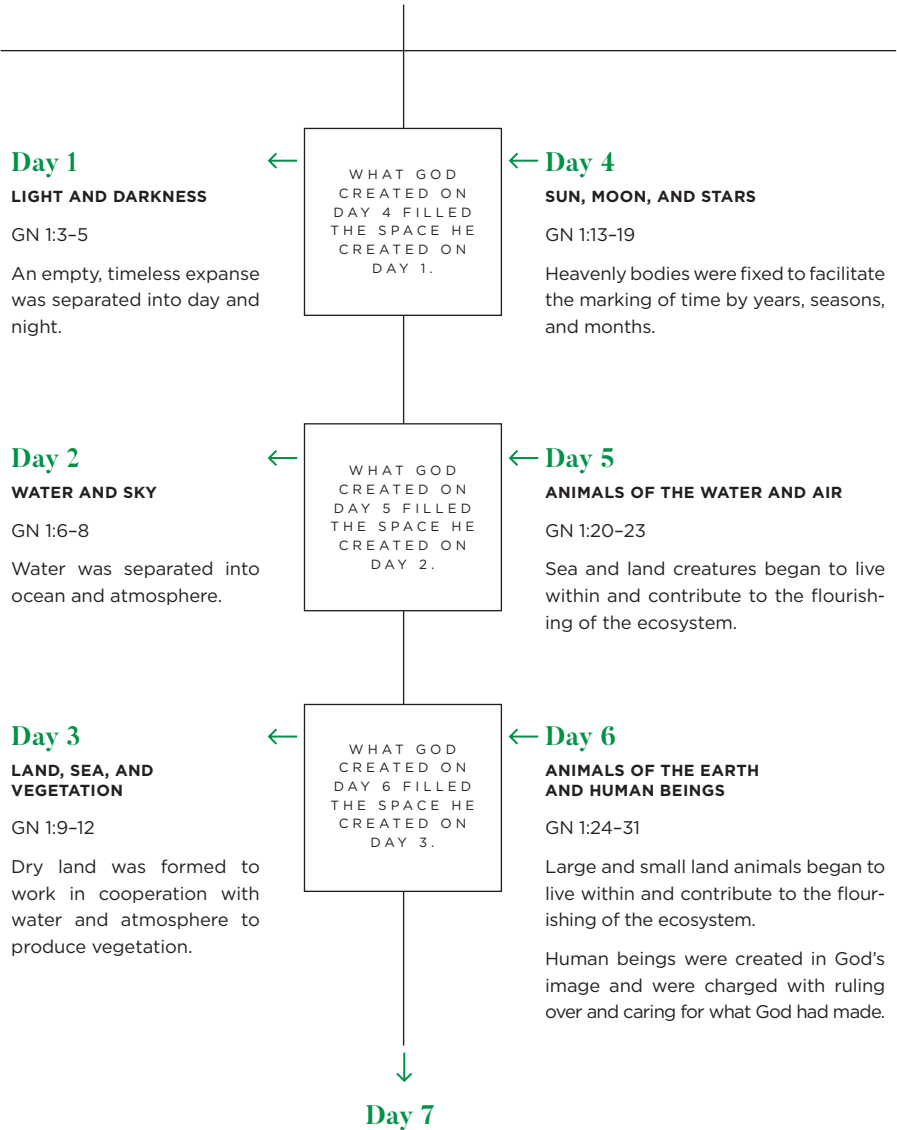 Day 1
LIGHT AND DARKNESS
GN 1:3–5
An empty, timeless expanse
was separated into day and
night.
WHAT GOD
CREATED ON
DAY 4 FILLED
THE SPACE HE
CREATED ON
DAY 1.
Day 4
SUN, MOON, AND STARS
GN 1:13–19
Heavenly bodies were fixed to facilitate
the marking of time by years, seasons,
and months.
Day 2
WATER AND SKY
GN 1:6–8
Water was separated into
ocean and atmosphere.
WHAT GOD
CREATED ON
DAY 5 FILLED
THE SPACE HE
CREATED ON
DAY 2.
Day 5
ANIMALS OF THE WATER AND AIR
GN 1:20–23
Sea and land creatures began to live
within and contribute to the flourish-
ing of the ecosystem.
Day 3
LAND, SEA, AND
VEGETATION
GN 1:9–12
Dry land was formed to
work in cooperation with
water and atmosphere to
produce vegetation.
WHAT GOD
CREATED ON
DAY 6 FILLED
THE SPACE HE
CREATED ON
DAY 3.
Day 6
ANIMALS OF THE EARTH
AND HUMAN BEINGS
GN 1:24–31
Large and small land animals began to
live within and contribute to the flour-
ishing of the ecosystem.
Human beings were created in God’s
image and were charged with ruling
over and caring for what God had made.
Day 7